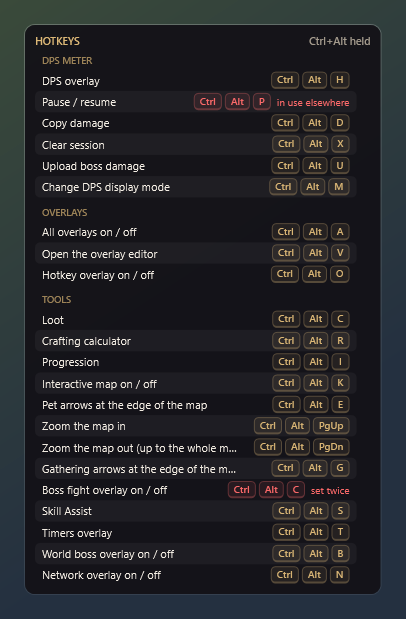 HOTKEYS Ctrl+Alt held
DPS METER
DPS overlay Ctrl Alt H
Pause / resume Ctrl Alt P in use elsewhere
Copy damage Ctrl Alt D
Clear session Ctrl Alt X
Upload boss damage Ctrl Alt U
Change DPS display mode Ctrl Alt M
OVERLAYS
All overlays on / off Ctrl Alt A
Open the overlay editor Ctrl Alt V
Hotkey overlay on / off Ctrl Alt O
TOOLS
Loot Ctrl Alt C
Crafting calculator Ctrl Alt R
Progression Ctrl Alt I
Interactive map on / off Ctrl Alt K
Pet arrows at the edge of the map Ctrl Alt E
Zoom the map in Ctrl Alt PgUp
Zoom the map out (up to the whole m... Ctrl Alt PgDn
Gathering arrows at the edge of the m... Ctrl Alt G
Boss fight overlay on / off Ctrl Alt C set twice
Skill Assist Ctrl Alt S
Timers overlay Ctrl Alt T
World boss overlay on / off Ctrl Alt B
Network overlay on / off Ctrl Alt N